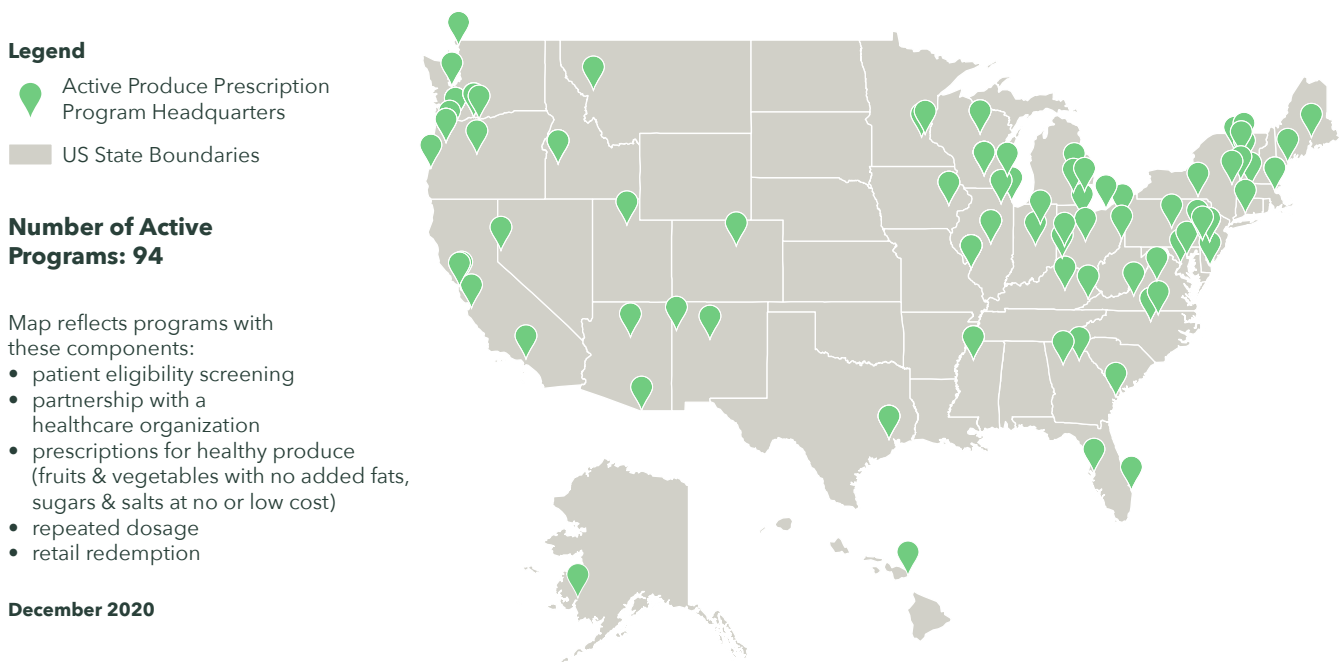 Legend
Active Produce Prescription
Program Headquarters
US State Boundaries
Number of Active
Programs: 94
Map reflects programs with
these components:
• patient eligibility screening
• partnership with a
healthcare organization
• prescriptions for healthy produce
(fruits & vegetables with no added fats,
sugars & salts at no or low cost)
• repeated dosage
• retail redemption
December 2020